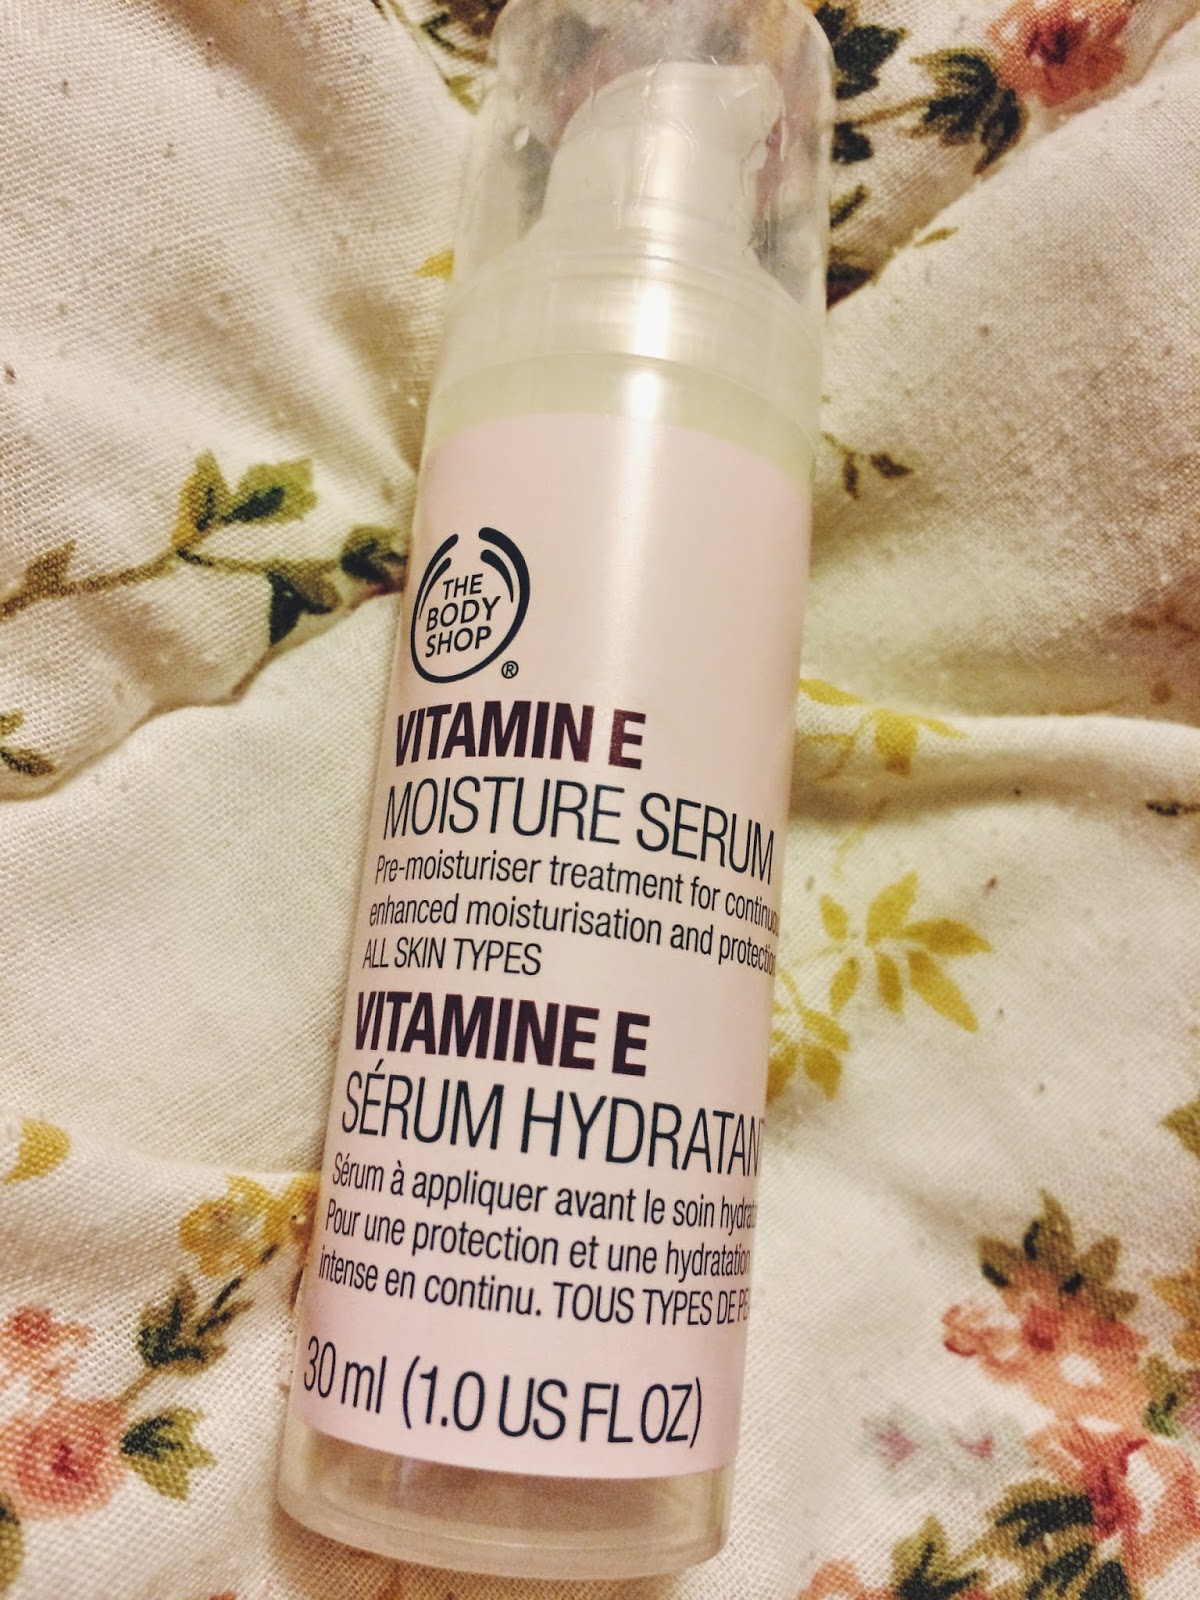 THE
BODY
SHOP
®
VITAMIN E
MOISTURE SERUM
Pre-moisturiser treatment for
enhanced moisturisation and
ALL SKIN TYPES
VITAMINE E
SÉRUM HYDRATANT
Sérum à appliquer avant le soin
Pour une protection et une hydratation
intense en continu. TOUS TYPES DE
30 ml (1.0 US FL OZ)